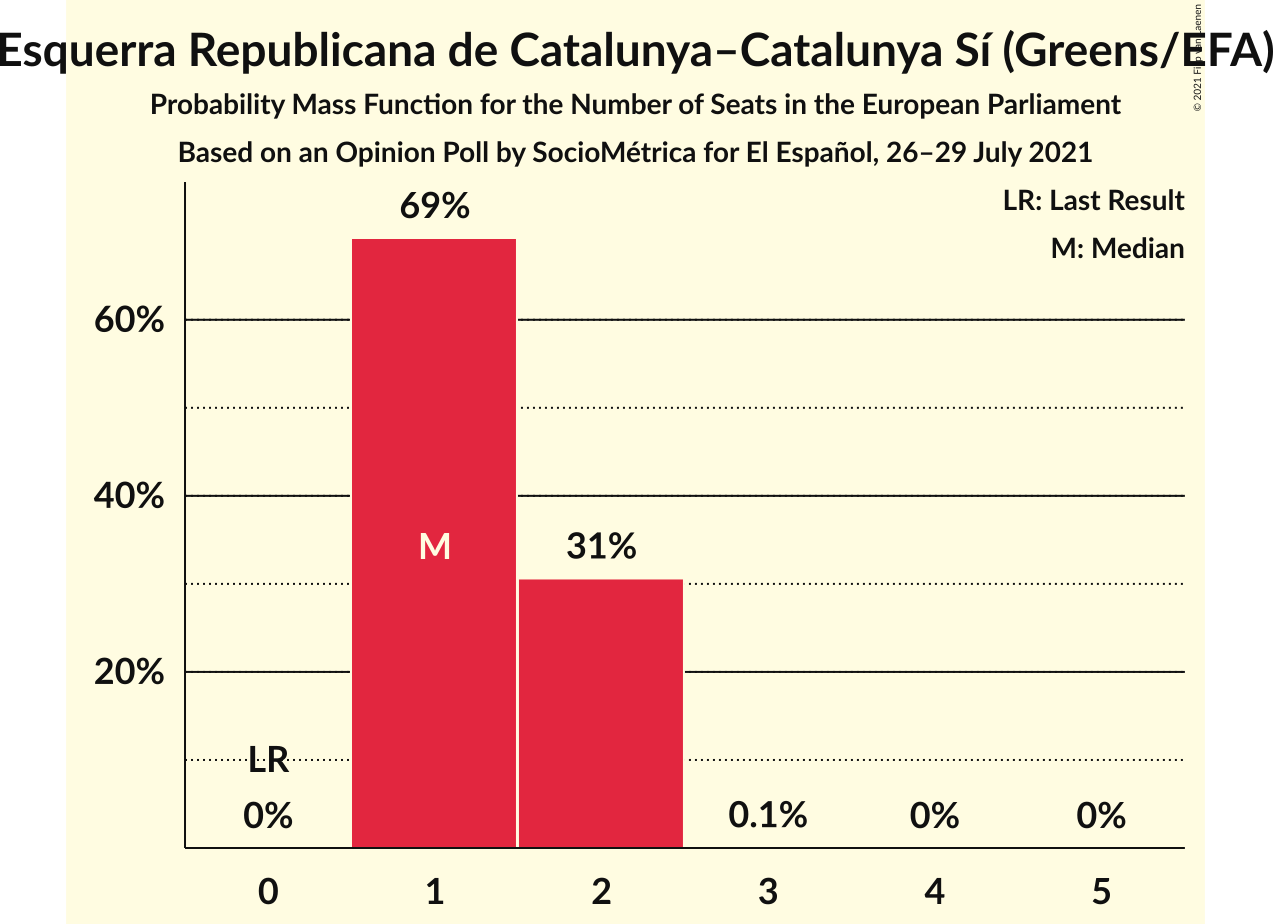 Esquerra Republicana de Catalunya–Catalunya Sí (Greens/EFA)
Probability Mass Function for the Number of Seats in the European Parliament
Based on an Opinion Poll by SocioMétrica for El Español, 26–29 July 2021
© 2021
LR: Last Result
M: Median
69%
60%
40%
M
31%
20%
LR
0%
0.1%
0%
0%
0 1 2 3 4 5